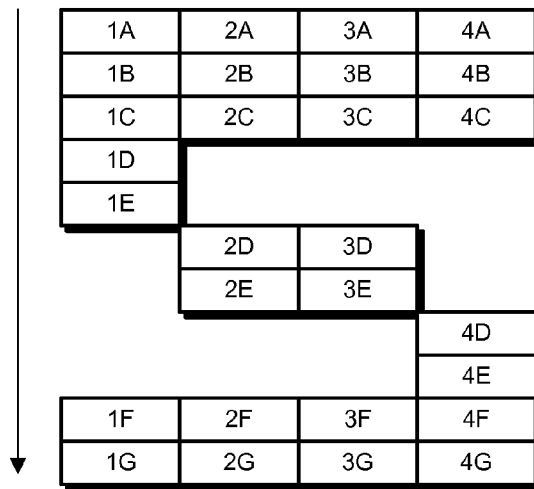 1A 2A 3A 4A
1B 2B 3B 4B
1C 2C 3C 4C
1D
1E
2D 3D
2E 3E
4D
4E
1F 2F 3F 4F
1G 2G 3G 4G